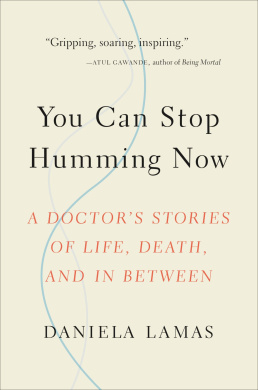 “Gripping, soaring, inspiring.”
—ATUL GAWANDE, author of Being Mortal
You Can Stop
Humming Now
A DOCTOR’S STORIES
OF LIFE, DEATH,
AND IN BETWEEN
DANIELA LAMAS